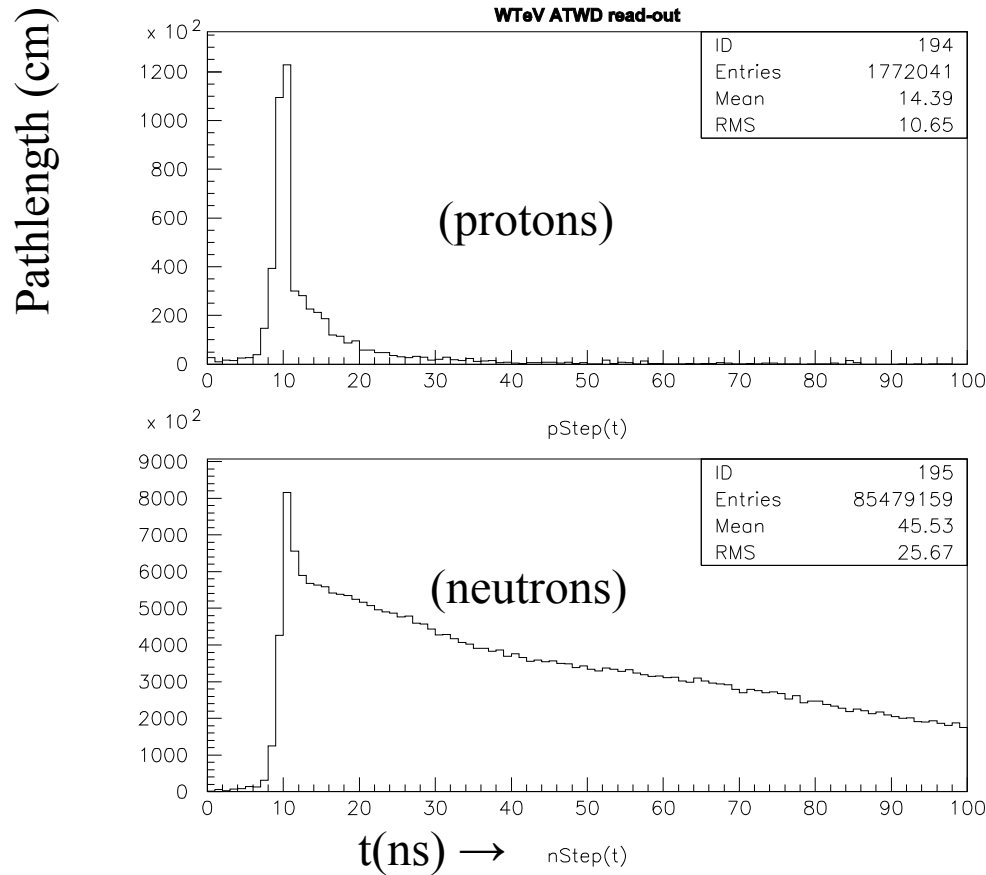 WTeV ATWD read-out
Pathlength (cm)
× 10 2
ID 194
Entries 1772041
Mean 14.39
RMS 10.65
1200
1000
800
600
400
200
0
(protons)
0 10 20 30 40 50 60 70 80 90 100
pStep(t)
× 10 2
ID 195
Entries 85479159
Mean 45.53
RMS 25.67
9000
8000
7000
6000
5000
4000
3000
2000
1000
0
(neutrons)
0 10 20 30 40 50 60 70 80 90 100
t(ns) → nStep(t)